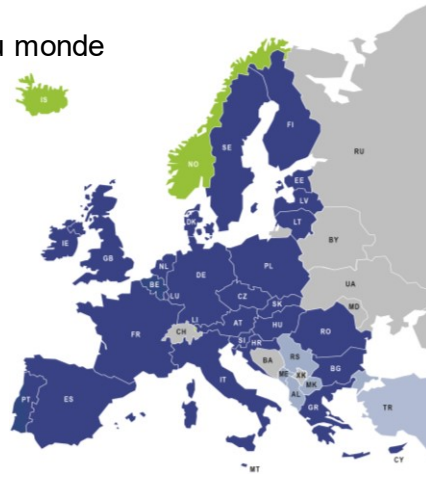 u monde
IS
NO
SE
FI
RU
EE
LV
LT
DK
BY
IE
GB
NL
DE
PL
BE
LU
CZ
UA
SK
MD
LI
FR
CH
AT
HU
RO
SI
HR
BA
RS
ME
XK
BG
IT
MK
AL
PT
ES
GR
TR
CY
MT